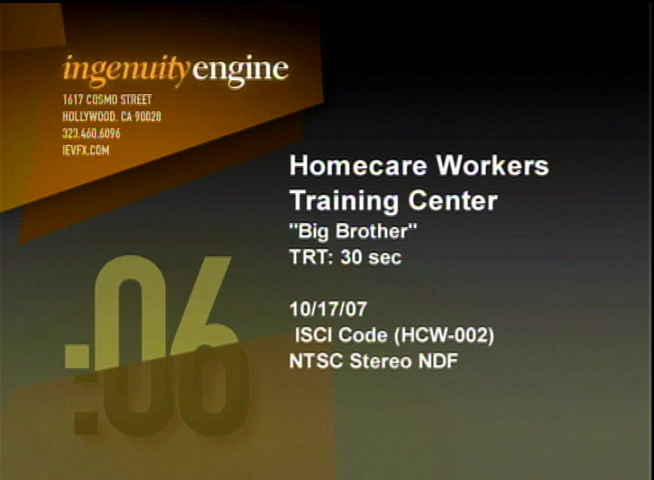 ingenuityengine
1617 COSMO STREET
HOLLYWOOD, CA 90028
323.460.6096
IEVFX.COM
Homecare Workers
Training Center
"Big Brother"
TRT: 30 sec
10/17/07
ISCI Code (HCW-002)
NTSC Stereo NDF
:06